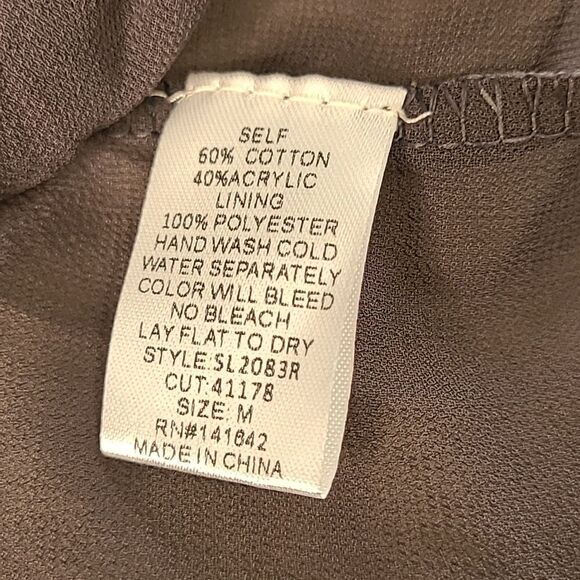 SELF
60% COTTON
40%ACRYLIC
LINING
100% POLYESTER
HAND WASH COLD
WATER SEPARATELY
COLOR WILL BLEED
NO BLEACH
LAY FLAT TO DRY
STYLE:SL2083R
CUT:41178
SIZE: M
RN#141642
MADE IN CHINA